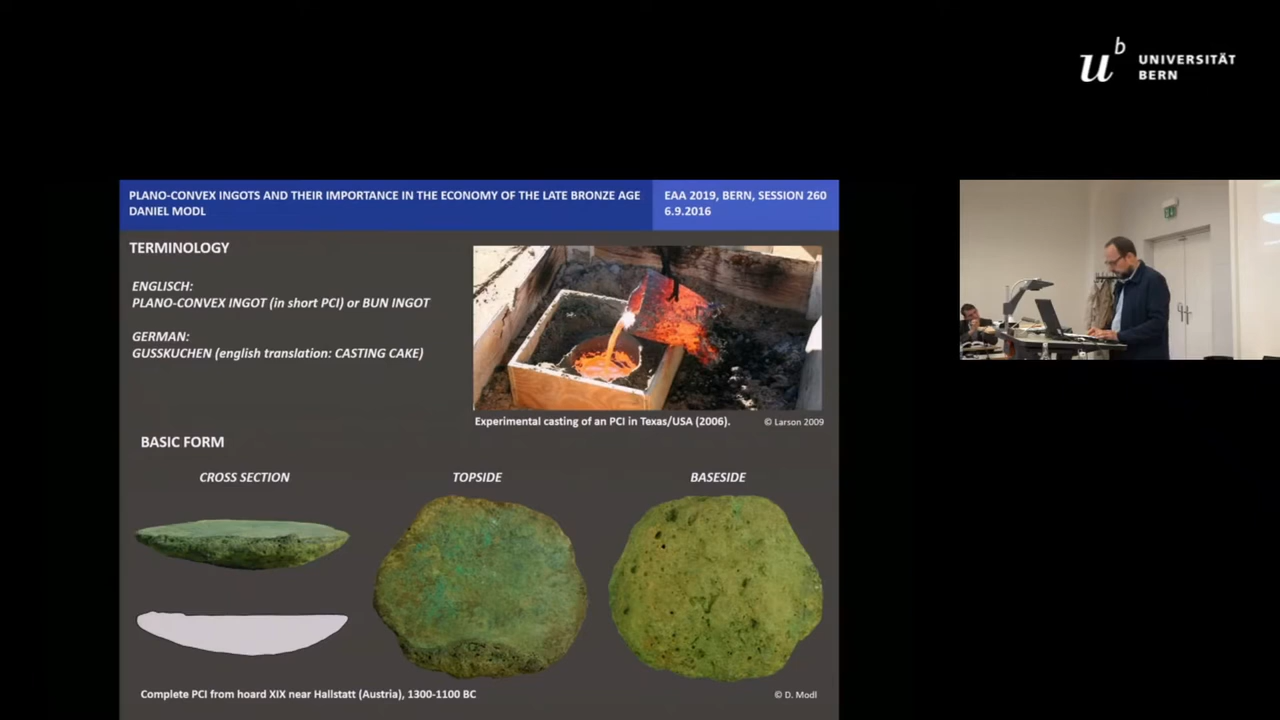 u^b UNIVERSITÄT
BERN
PLANO-CONVEX INGOTS AND THEIR IMPORTANCE IN THE ECONOMY OF THE LATE BRONZE AGE
DANIEL MODL
EAA 2019, BERN, SESSION 260
6.9.2016
TERMINOLOGY
ENGLISCH:
PLANO-CONVEX INGOT (in short PCI) or BUN INGOT
GERMAN:
GUSSKUCHEN (english translation: CASTING CAKE)
Experimental casting of an PCI in Texas/USA (2006).
© Larson 2009
BASIC FORM
CROSS SECTION
TOPSIDE
BASESIDE
Complete PCI from hoard XIX near Hallstatt (Austria), 1300-1100 BC
© D. Modl